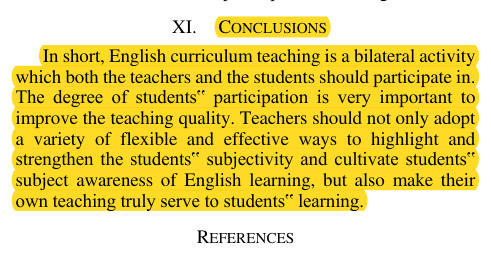 XI. CONCLUSIONS
In short, English curriculum teaching is a bilateral activity
which both the teachers and the students should participate in.
The degree of students‟ participation is very important to
improve the teaching quality. Teachers should not only adopt
a variety of flexible and effective ways to highlight and
strengthen the students‟ subjectivity and cultivate students‟
subject awareness of English learning, but also make their
own teaching truly serve to students‟ learning.
REFERENCES